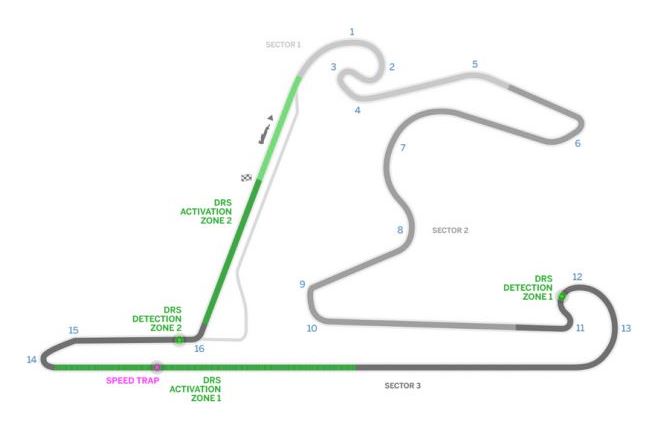 SECTOR 1
1
2
3
4
5
6
7
8
SECTOR 2
DRS
ACTIVATION
ZONE 2
9
10
DRS
DETECTION
ZONE 1
12
11
13
DRS
DETECTION
ZONE 2
15
16
14
SPEED TRAP
DRS
ACTIVATION
ZONE 1
SECTOR 3